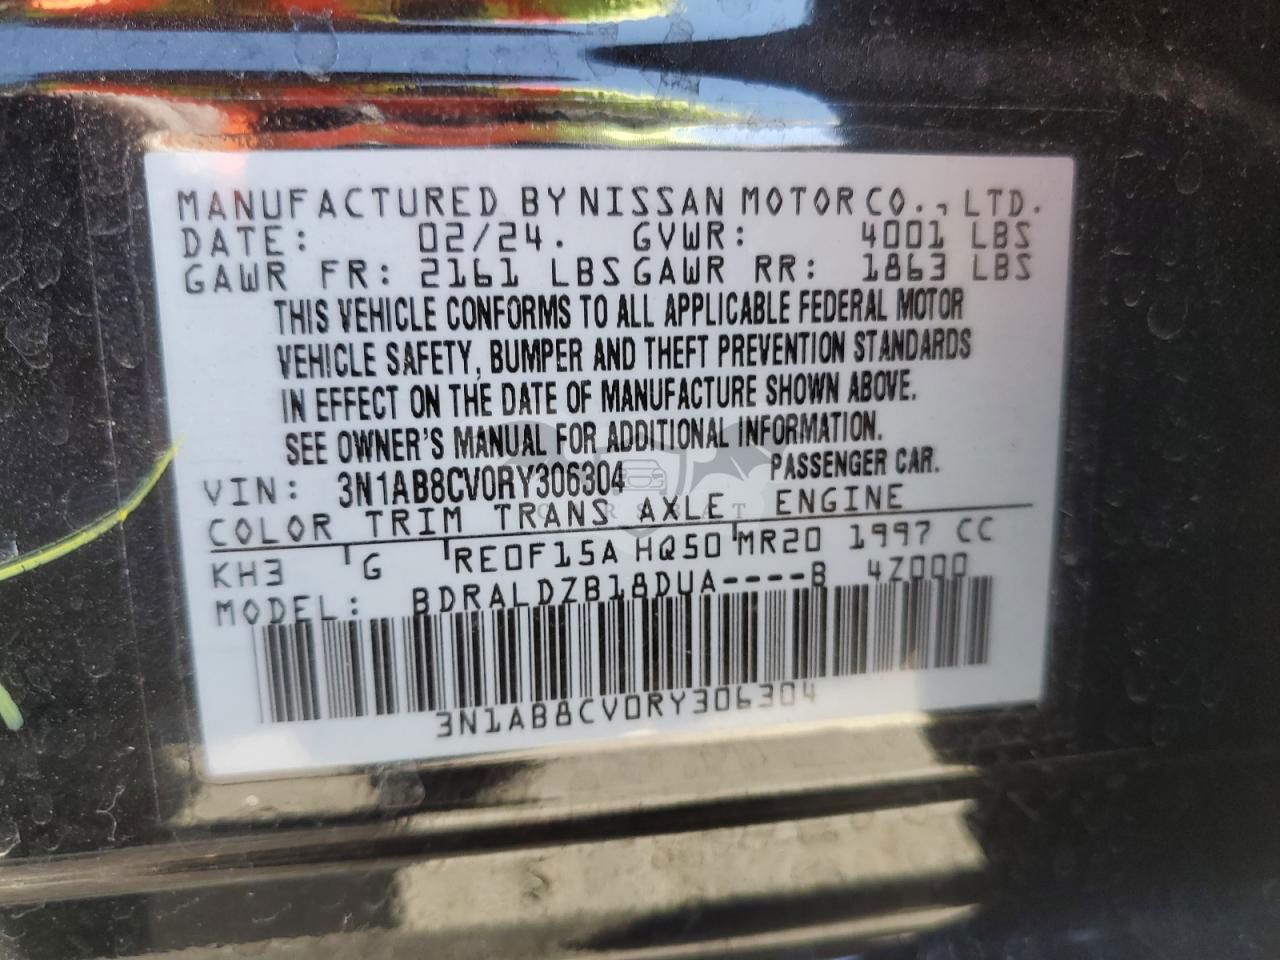 MANUFACTURED BY NISSAN MOTOR CO., LTD.
DATE: 02/24. GVWR: 4001 LBS
GAWR FR: 2161 LBS GAWR RR: 1863 LBS
THIS VEHICLE CONFORMS TO ALL APPLICABLE FEDERAL MOTOR
VEHICLE SAFETY, BUMPER AND THEFT PREVENTION STANDARDS
IN EFFECT ON THE DATE OF MANUFACTURE SHOWN ABOVE.
SEE OWNER'S MANUAL FOR ADDITIONAL INFORMATION.
PASSENGER CAR.
VIN: 3N1AB8CV0RY306304
COLOR TRIM TRANS AXLE ENGINE
KH3 G RE0F15A HQ50 MR20 1997 CC
MODEL: BDRALDZB18DUA----B 4Z000
3N1AB8CV0RY306304